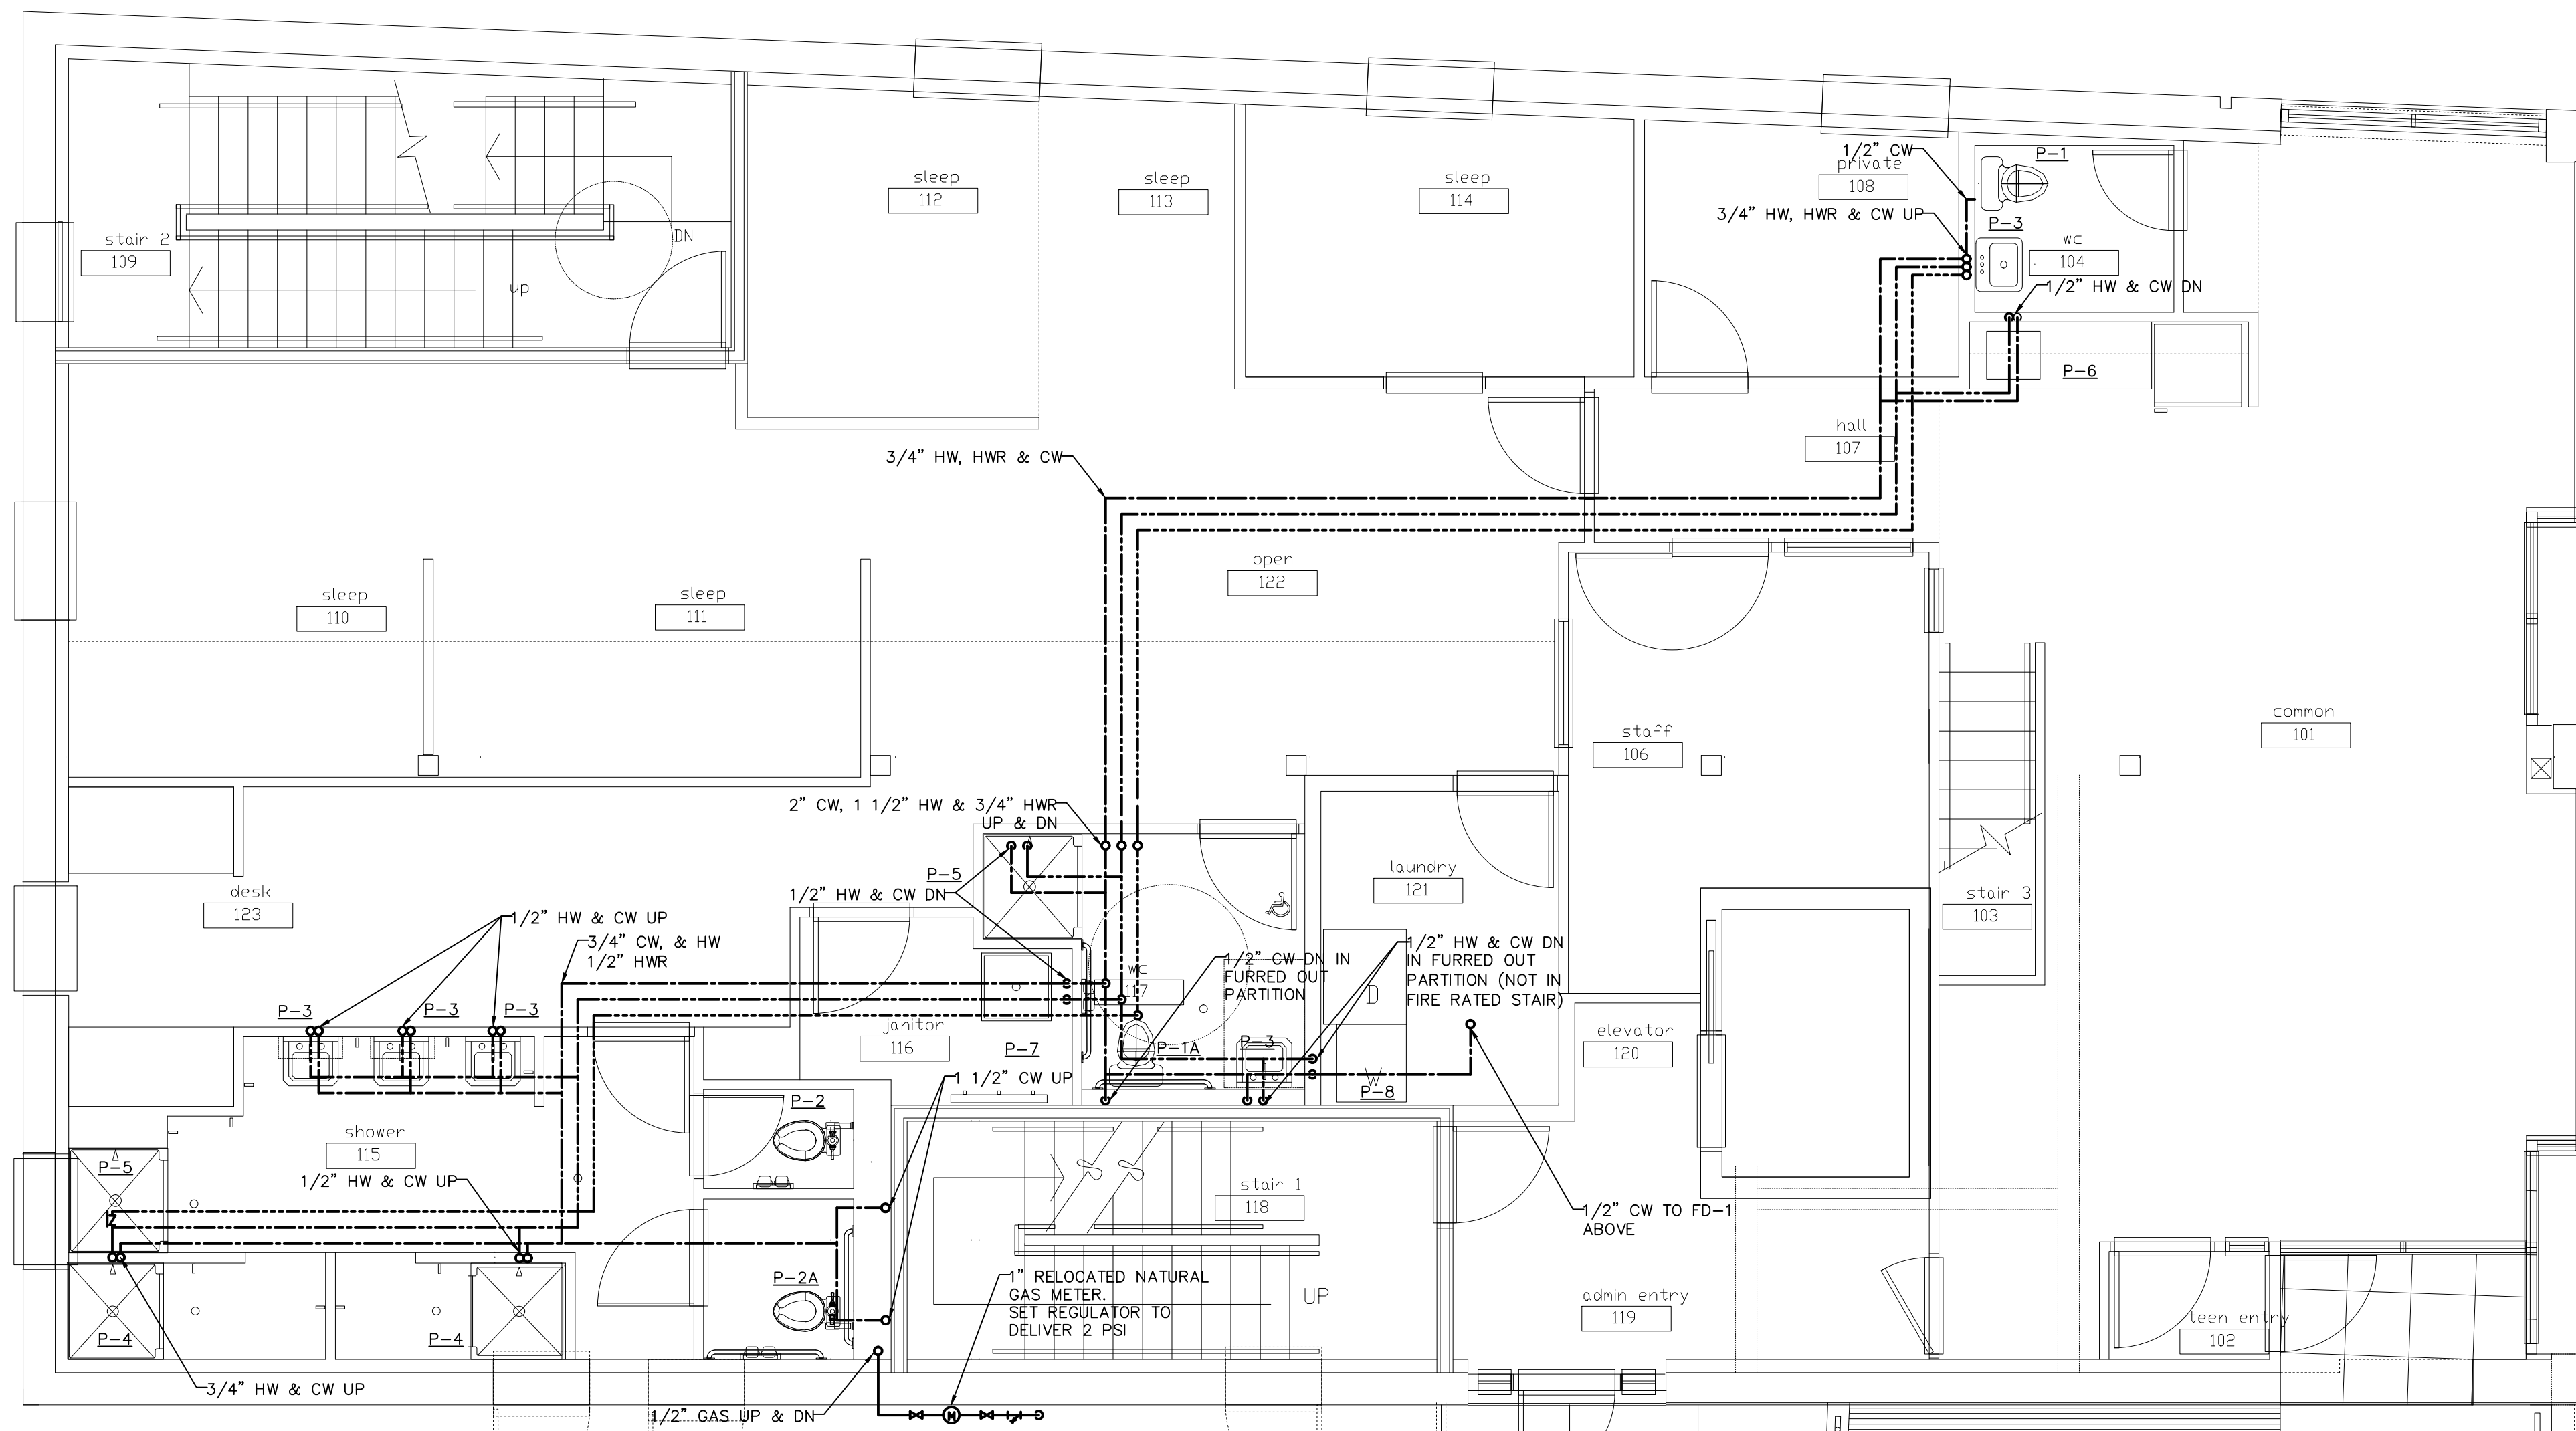 1/2” CW
private
108
P-1
3/4” HW, HWR & CW UP
P-3
wc
104
1/2” HW & CW DN
P-6
sleep
112
sleep
113
sleep
114
stair 2
109
DN
up
hall
107
3/4” HW, HWR & CW
open
122
sleep
110
sleep
111
staff
106
common
101
2” CW, 1 1/2” HW & 3/4” HWR
UP & DN
P-5
1/2” HW & CW DN
laundry
121
stair 3
103
desk
123
1/2” HW & CW UP
3/4” CW, & HW
1/2” HWR
1/2” CW DN IN
FURRED OUT
PARTITION
1/2” HW & CW DN
IN FURRED OUT
PARTITION (NOT IN
FIRE RATED STAIR)
wc
117
D
P-3
P-3
P-3
janitor
116
P-7
P-1A
P-3
elevator
120
1 1/2” CW UP
W
P-8
P-2
shower
115
P-5
1/2” HW & CW UP
stair 1
118
1/2” CW TO FD-1
ABOVE
P-2A
1” RELOCATED NATURAL
GAS METER.
SET REGULATOR TO
DELIVER 2 PSI
UP
admin entry
119
teen entry
102
P-4
P-4
3/4” HW & CW UP
1/2” GAS UP & DN
M